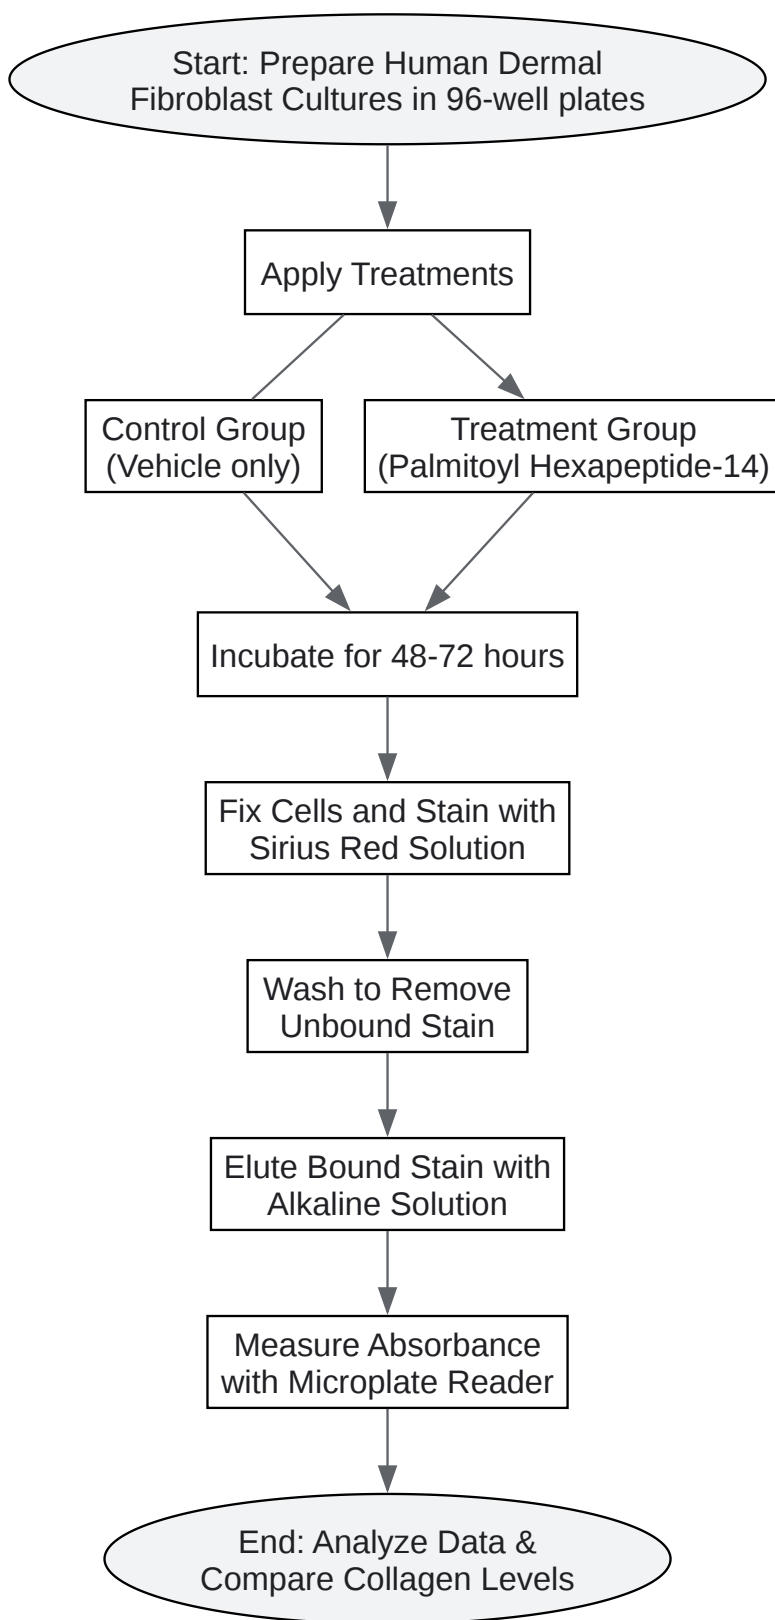 Start: Prepare Human Dermal
Fibroblast Cultures in 96-well plates
Apply Treatments
Control Group
(Vehicle only)
Treatment Group
(Palmitoyl Hexapeptide-14)
Incubate for 48-72 hours
Fix Cells and Stain with
Sirius Red Solution
Wash to Remove
Unbound Stain
Elute Bound Stain with
Alkaline Solution
Measure Absorbance
with Microplate Reader
End: Analyze Data &
Compare Collagen Levels